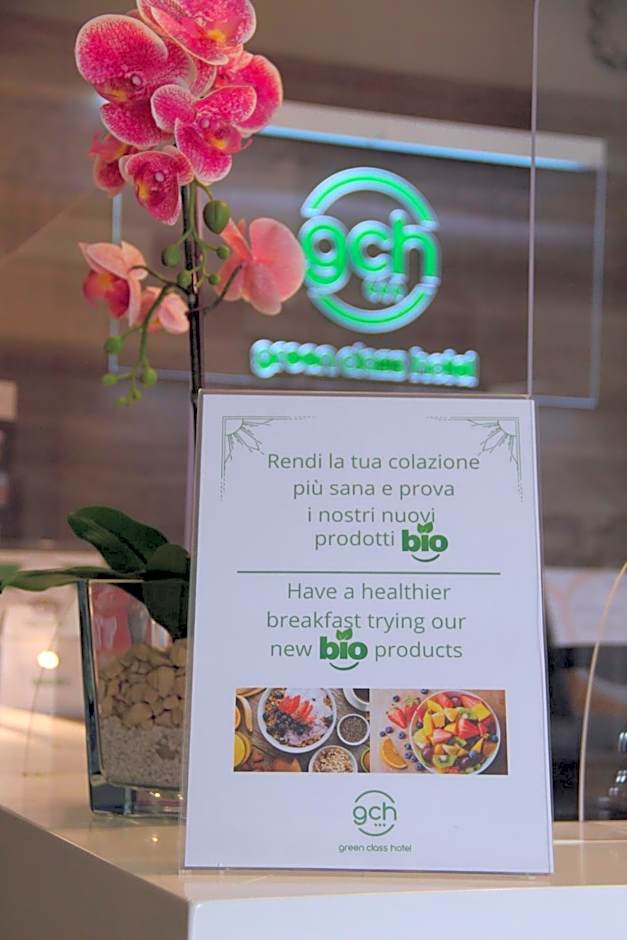 gch
green class hotel
Rendi la tua colazione
più sana e prova
i nostri nuovi
prodotti bio
Have a healthier
breakfast trying our
new bio products
gch
green class hotel